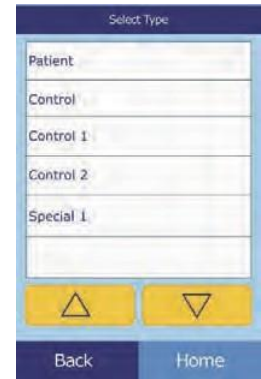 Select Type
Patient
Control
Control 1
Control 2
Special 1
Back Home